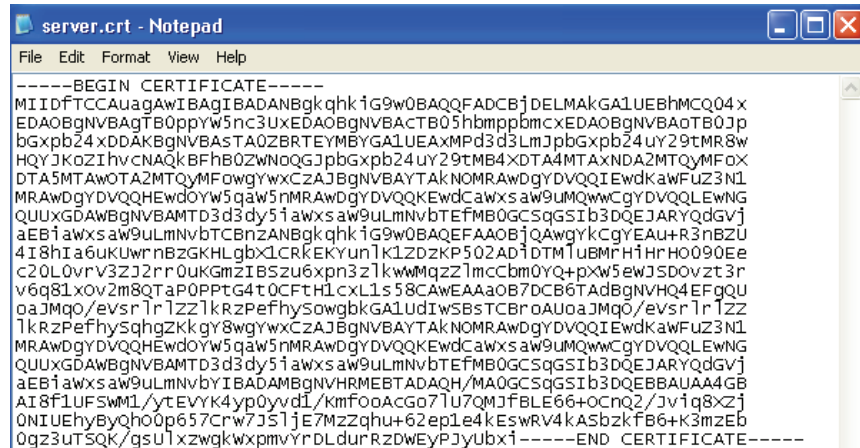 server.crt - Notepad
File Edit Format View Help
-----BEGIN CERTIFICATE-----
MIIDfTCCAuagAwIBAgIBADANBgkqhkiG9w0BAQQFADCBjDELMAkGA1UEBhMCQ04x
EDAOBgNVBAgTB0ppYW5nc3UxEDAOBgNVBAcTB05hbmppbmcxEDAOBgNVBAoTB0Jp
bGxpb24xDDAKBgNVBAsTA0ZBRTEYMBYGA1UEAxMPd3d3LmJpbGxpb24uY29tMR8w
HQYJKoZIhvcNAQkBFhB0ZWNoQGJpbGxpb24uY29tMB4XDTA4MTAxNDA2MTQyMFoX
DTA5MTAwOTA2MTQyMFowgYwxCzAJBgNVBAYTAkNOMRAwDgYDVQQIEwdKaWFuZ3N1
MRAwDgYDVQQHEwdOYW5qaW5nMRAwDgYDVQQKEwdCaWxsaW9uMQwwCgYDVQQLEwNG
QUUxGDAWBgNVBAMTD3d3dy5iaWxsaW9uLmNvbTEfMB0GCSqGSIb3DQEJARYQdGVj
aEBiaWxsaW9uLmNvbTCBnzANBgkqhkiG9w0BAQEFAAOBjQAwgYkCgYEAu+R3nBZU
4I8hIa6uKUwrnBzGKHLgbX1CRkEKYunlK1ZDzKP502ADiDTMluBMrHiHrHO090Ee
c20L0vrV3ZJ2rr0uKGmzIBSzu6xpn3zlkwWMqzZlmcCbm0YQ+pXW5eWJSDOvzt3r
v6q81xOv2m8QTaP0PPtG4t0CFtH1cxL1s58CAwEAAaOB7DCB6TAdBgNVHQ4EFgQU
oaJMqO/eVsrlrlZZlkRzPefhySowgbkGA1UdIwSBsTCBroAUoaJMqO/eVsrlrlZZ
lkRzPefhySqhgZKkgY8wgYwxCzAJBgNVBAYTAkNOMRAwDgYDVQQIEwdKaWFuZ3N1
MRAwDgYDVQQHEwdOYW5qaW5nMRAwDgYDVQQKEwdCaWxsaW9uMQwwCgYDVQQLEwNG
QUUxGDAWBgNVBAMTD3d3dy5iaWxsaW9uLmNvbTEfMB0GCSqGSIb3DQEJARYQdGVj
aEBiaWxsaW9uLmNvbYIBADAMBgNVHRMEBTADAQH/MA0GCSqGSIb3DQEBBAUAA4GB
AI8f1UFSWM1/ytEVYK4yp0yvd1/KmfOoAcGo7lU7QMJfBLE66+OCnQ2/Jviq8XZj
0NIUEhyByQhO0p657Crw7JSljE7MzZqhu+62ep1e4kEswRV4kASbzkfB6+K3mzEb
0gz3uTSQK/gsUlxzwgkWxpmvYrDLdurRzDWEyPJyUbxi-----END CERTIFICATE-----